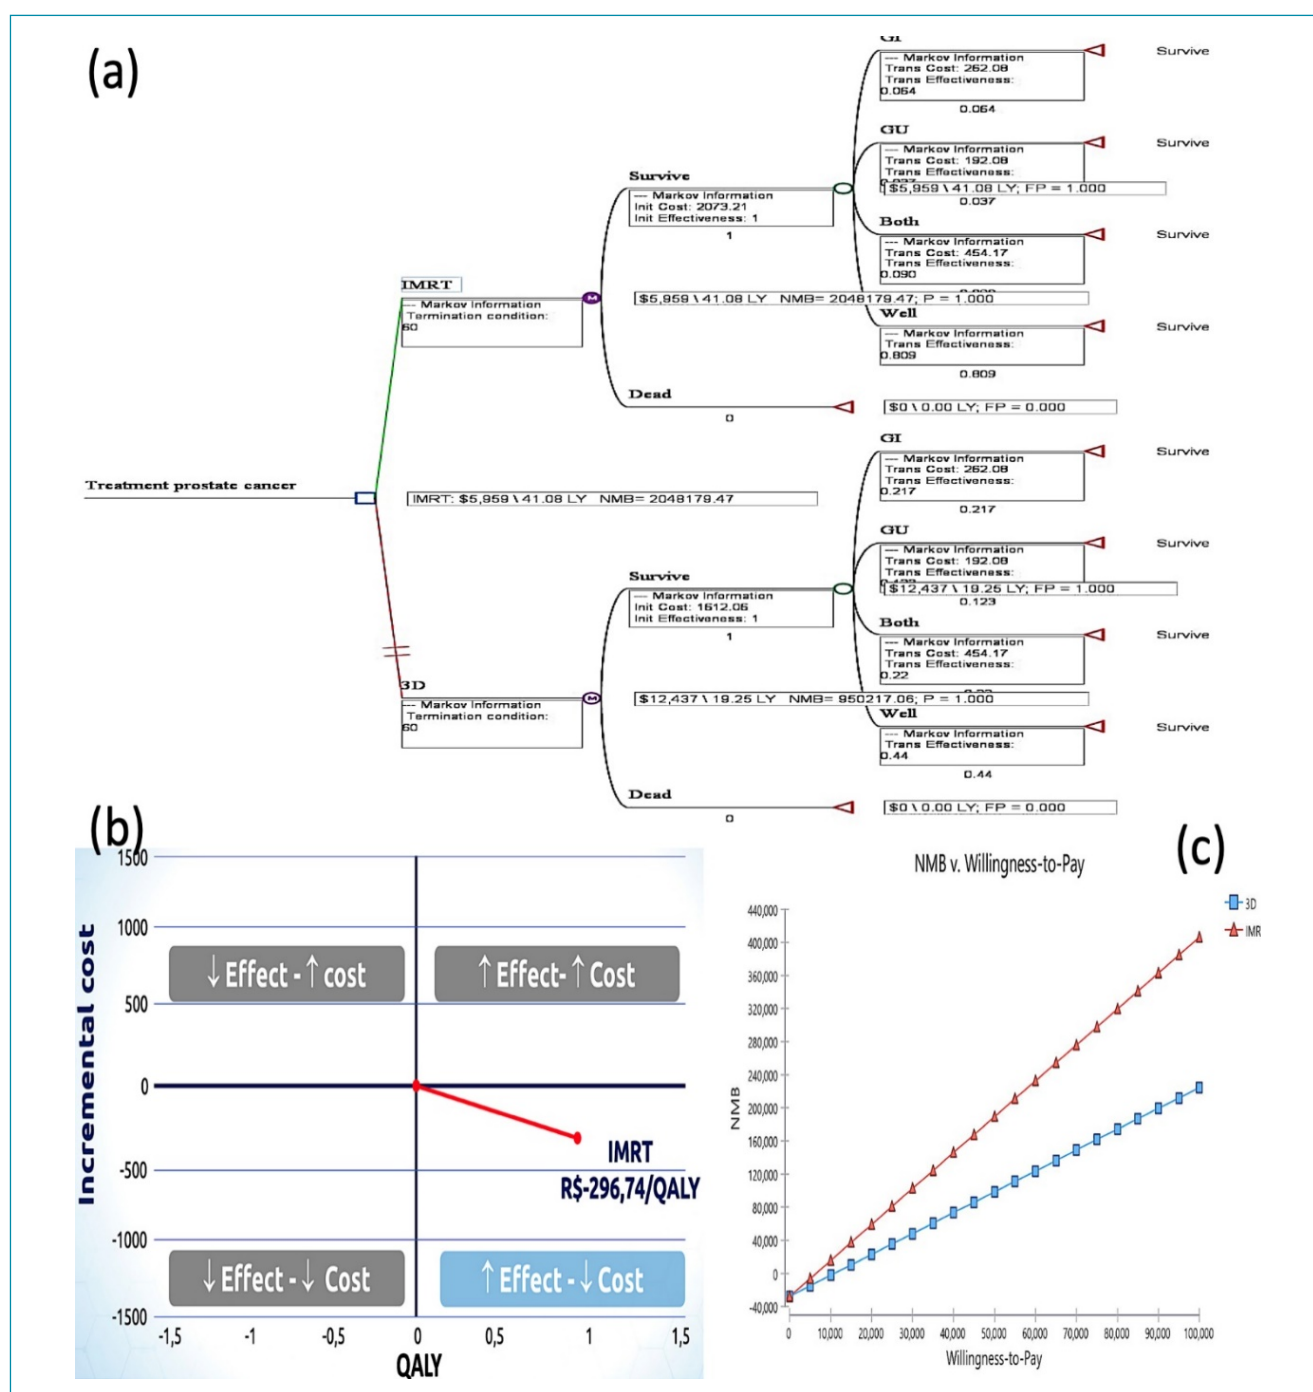 (a)
GI
--- Markov Information
Trans Cost: 262.08
Trans Effectiveness:
0.064
0.064
Survive
GU
--- Markov Information
Trans Cost: 192.08
Trans Effectiveness:
$5,959 \ 41.08 LY; FP = 1.000
0.037
Survive
Survive
--- Markov Information
Init Cost: 2073.21
Init Effectiveness: 1
1
Both
--- Markov Information
Trans Cost: 454.17
Trans Effectiveness:
0.090
Survive
IMRT
--- Markov Information
Termination condition:
60
$5,959 \ 41.08 LY NMB= 2048179.47; P = 1.000
Well
--- Markov Information
Trans Effectiveness:
0.809
0.809
Survive
Dead
0
$0 \ 0.00 LY; FP = 0.000
Treatment prostate cancer
IMRT: $5,959 \ 41.08 LY NMB= 2048179.47
GI
--- Markov Information
Trans Cost: 262.08
Trans Effectiveness:
0.217
0.217
Survive
GU
--- Markov Information
Trans Cost: 192.08
Trans Effectiveness:
$12,437 \ 19.25 LY; FP = 1.000
0.123
Survive
Survive
--- Markov Information
Init Cost: 1612.06
Init Effectiveness: 1
1
Both
--- Markov Information
Trans Cost: 454.17
Trans Effectiveness:
0.22
Survive
3D
--- Markov Information
Termination condition:
60
$12,437 \ 19.25 LY NMB= 950217.06; P = 1.000
Well
--- Markov Information
Trans Effectiveness:
0.44
0.44
Survive
Dead
0
$0 \ 0.00 LY; FP = 0.000
(b)
Incremental cost
1500
1000
500
0
-500
-1000
-1500
↓ Effect - ↑ cost
↑ Effect- ↑ Cost
IMRT
R$-296,74/QALY
↓ Effect - ↓ Cost
↑ Effect - ↓ Cost
-1,5 -1 -0,5 0 0,5 1 1,5
QALY
(c)
NMB v. Willingness-to-Pay
3D
IMR
NMB
440,000
400,000
360,000
320,000
280,000
240,000
200,000
160,000
120,000
80,000
40,000
0
-40,000
0 10,000 20,000 30,000 40,000 50,000 60,000 70,000 80,000 90,000 100,000
Willingness-to-Pay